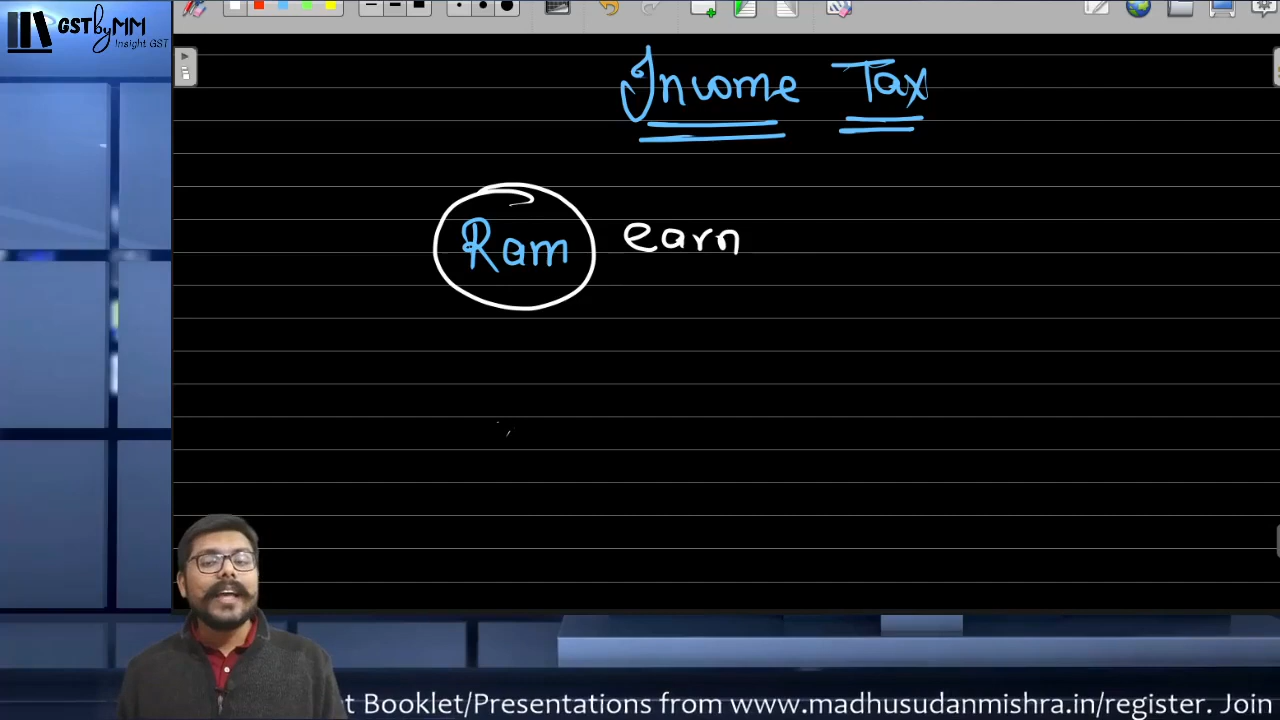 GSTbyMM
Insight GST
Income Tax
Ram earn
t Booklet/Presentations from www.madhusudanmishra.in/register. Join